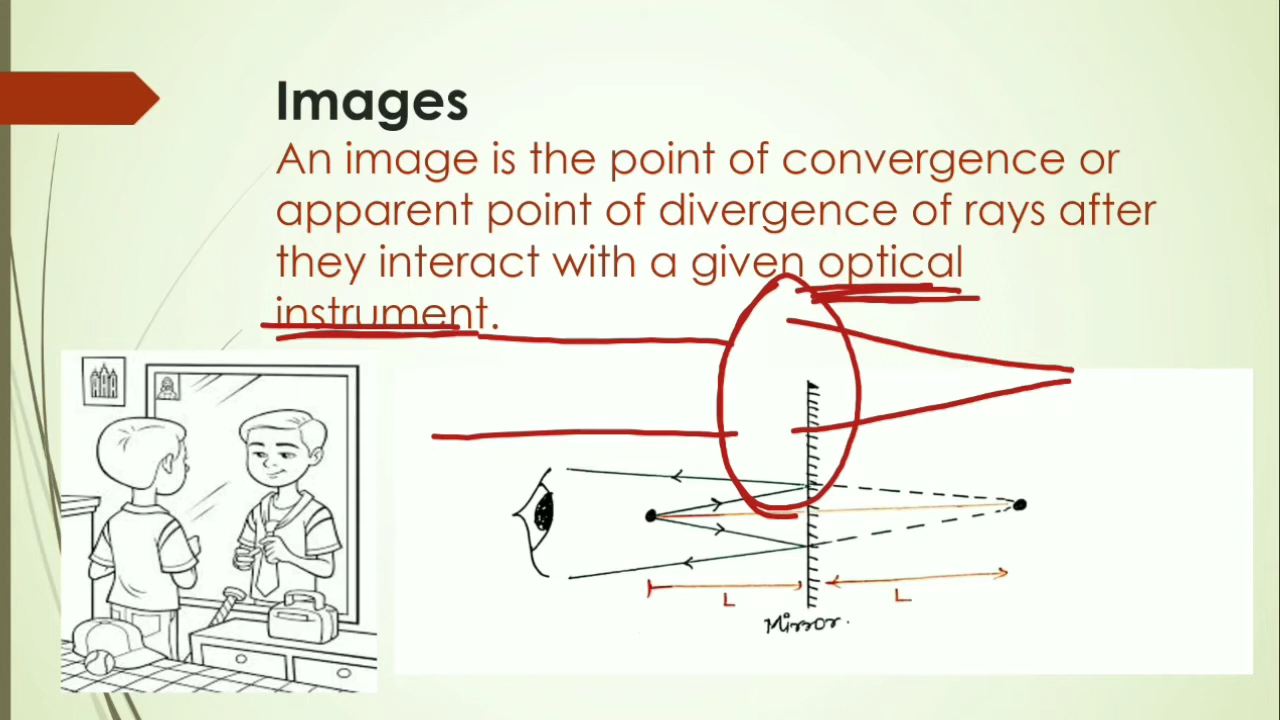 Images
An image is the point of convergence or
apparent point of divergence of rays after
they interact with a given optical
instrument.
L
L
Mirror.